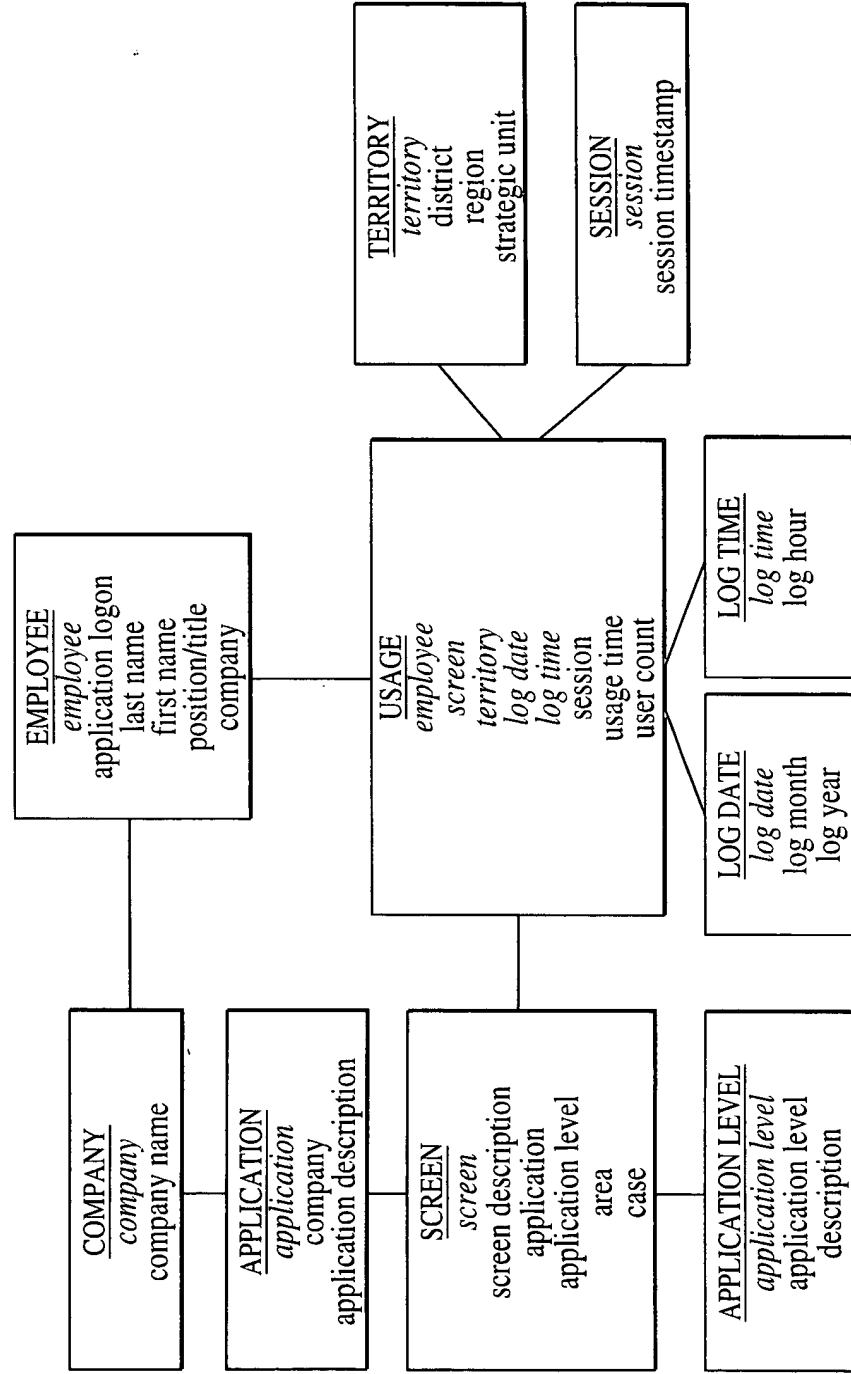 COMPANY
company
company name
APPLICATION
application
company
application description
SCREEN
screen
screen description
application
application level
area
case
APPLICATION LEVEL
application level
application level
description
EMPLOYEE
employee
application logon
last name
first name
position/title
company
USAGE
employee
screen
territory
log date
log time
session
usage time
user count
LOG DATE
log date
log month
log year
LOG TIME
log time
log hour
TERRITORY
territory
district
region
strategic unit
SESSION
session
session timestamp